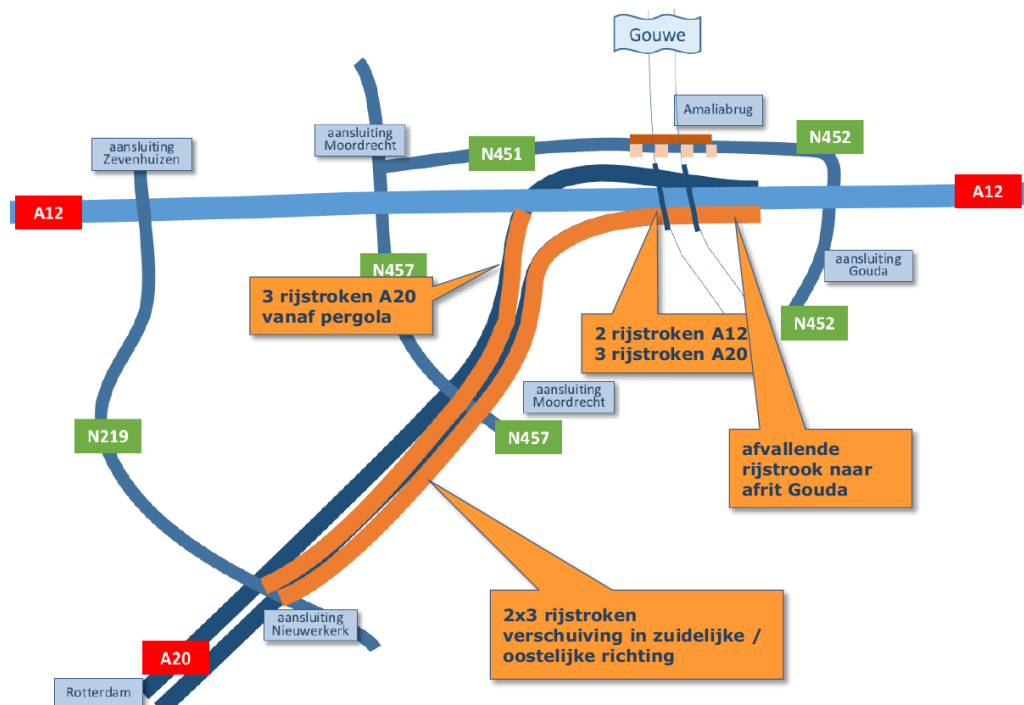 Gouwe
Amaliabrug
aansluiting
Moordrecht
aansluiting
Zevenhuizen
N451
N452
A12
A12
aansluiting
Gouda
N457
3 rijstroken A20
vanaf pergola
2 rijstroken A12
3 rijstroken A20
N452
aansluiting
Moordrecht
N219
N457
afvallende
rijstrook naar
afrit Gouda
2x3 rijstroken
verschuiving in zuidelijke /
oostelijke richting
aansluiting
Nieuwerkerk
A20
Rotterdam